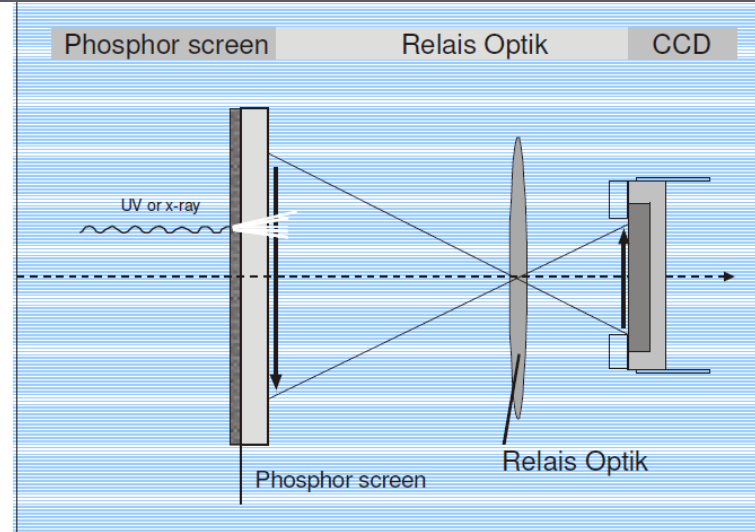 Phosphor screen
Relais Optik
CCD
UV or x-ray
Relais Optik
Phosphor screen